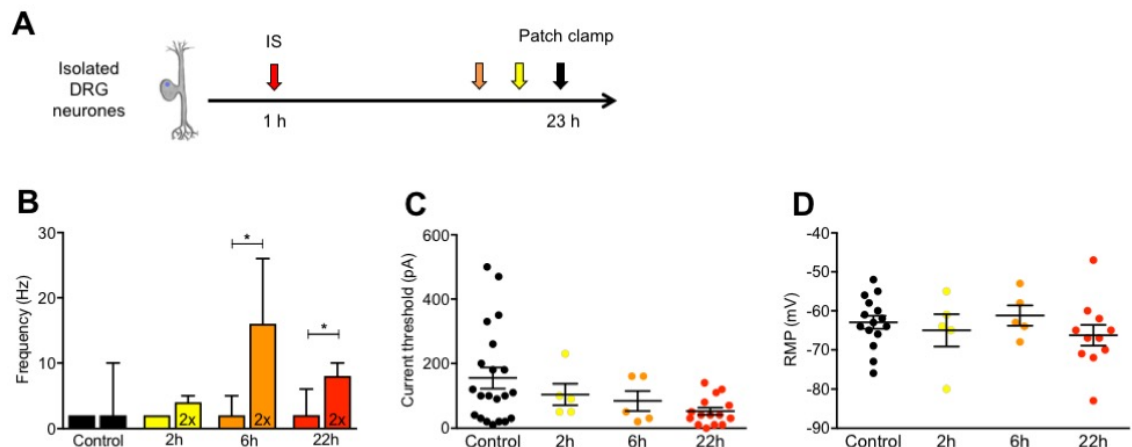 A
IS
Patch clamp
Isolated
DRG
neurones
1 h
23 h
B
Frequency (Hz)
30
20
10
0
*
*
2x
2x
2x
Control
2h
6h
22h
C
Current threshold (pA)
600
400
200
0
Control
2h
6h
22h
D
RMP (mV)
-40
-50
-60
-70
-80
-90
Control
2h
6h
22h